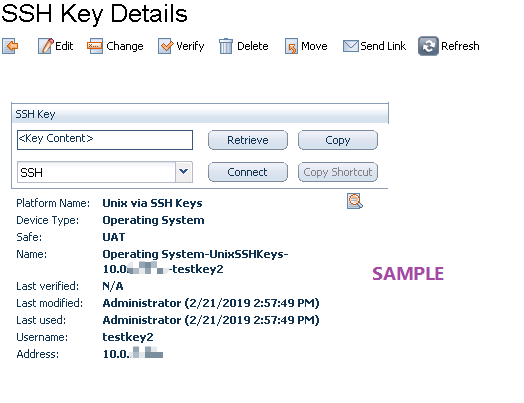 SSH Key Details
Edit Change Verify Delete Move Send Link Refresh
SSH Key
<Key Content> Retrieve Copy
SSH Connect Copy Shortcut
Platform Name: Unix via SSH Keys
Device Type: Operating System
Safe: UAT
Name: Operating System-UnixSSHKeys-
10.0. -testkey2
SAMPLE
Last verified: N/A
Last modified: Administrator (2/21/2019 2:57:49 PM)
Last used: Administrator (2/21/2019 2:57:49 PM)
Username: testkey2
Address: 10.0.